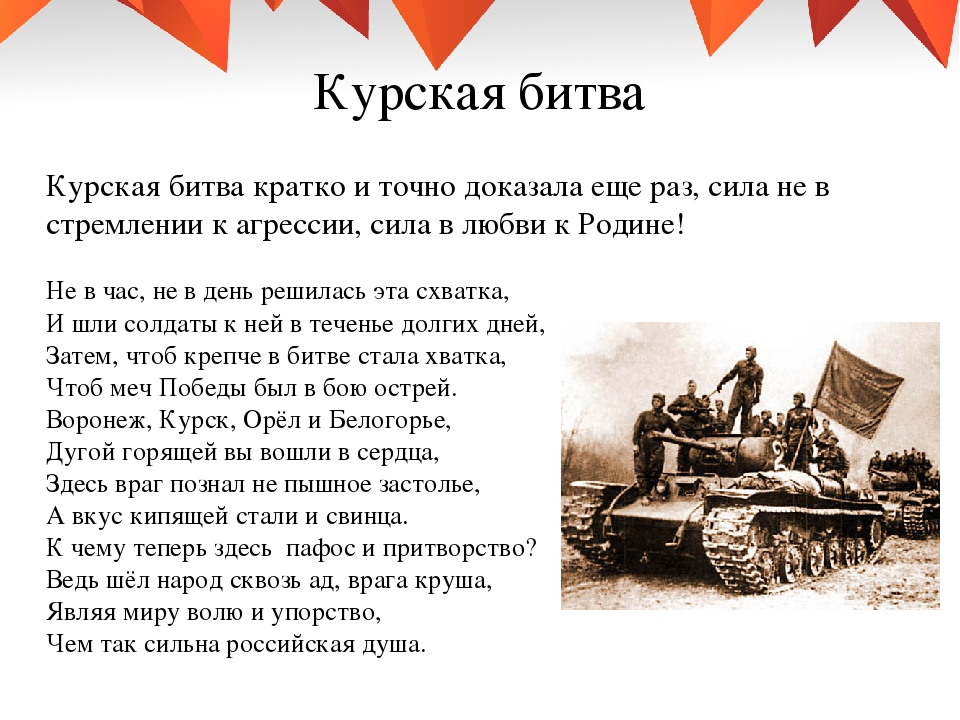 Курская битва
Курская битва кратко и точно доказала еще раз, сила не в
стремлении к агрессии, сила в любви к Родине!
Не в час, не в день решилась эта схватка,
И шли солдаты к ней в теченье долгих дней,
Затем, чтоб крепче в битве стала хватка,
Чтоб меч Победы был в бою острей.
Воронеж, Курск, Орёл и Белогорье,
Дугой горящей вы вошли в сердца,
Здесь враг познал не пышное застолье,
А вкус кипящей стали и свинца.
К чему теперь здесь  пафос и притворство?
Ведь шёл народ сквозь ад, врага круша,
Являя миру волю и упорство,
Чем так сильна российская душа.